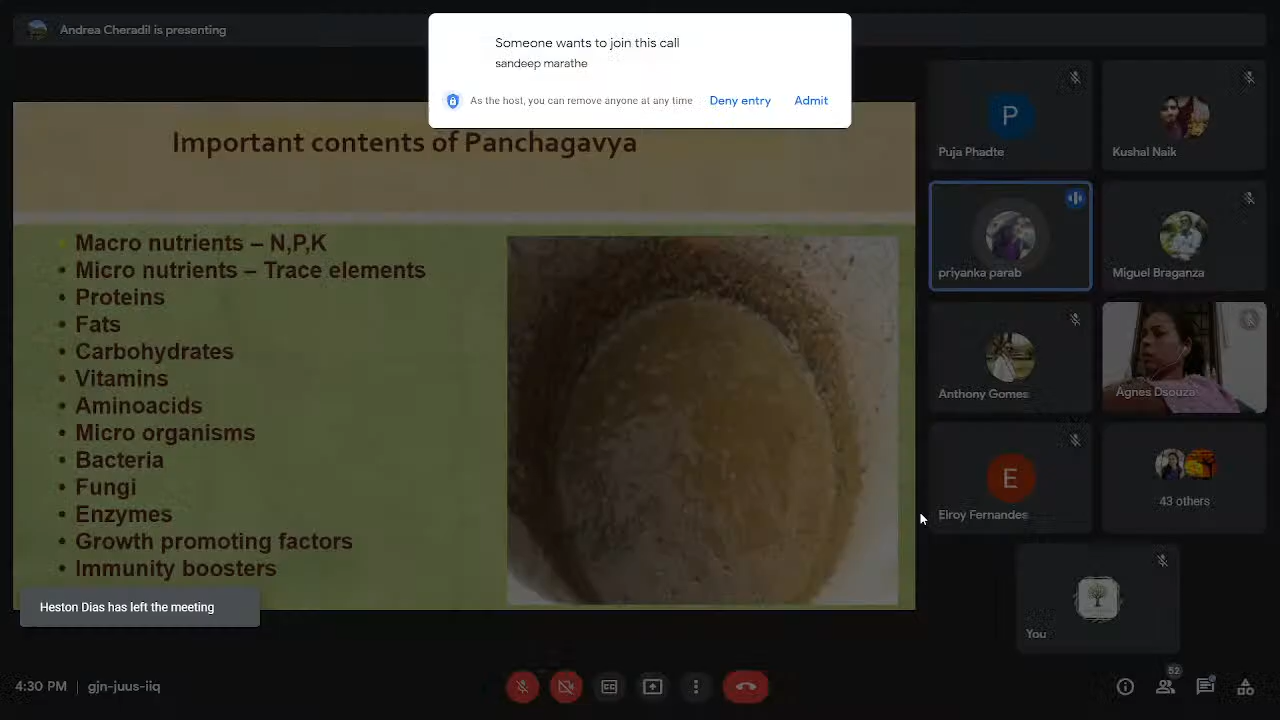 Andrea Cheradil is presenting
Someone wants to join this call
sandeep marathe
As the host, you can remove anyone at any time
Deny entry
Admit
Important contents of Panchagavya
• Macro nutrients – N,P,K
• Micro nutrients – Trace elements
• Proteins
• Fats
• Carbohydrates
• Vitamins
• Aminoacids
• Micro organisms
• Bacteria
• Fungi
• Enzymes
• Growth promoting factors
• Immunity boosters
Heston Dias has left the meeting
P
Puja Phadte
Kushal Naik
priyanka parab
Miguel Braganza
Anthony Gomes
Agnes Dsouza
E
Elroy Fernandes
43 others
You
4:30 PM
gjn-juus-iiq
CC
52